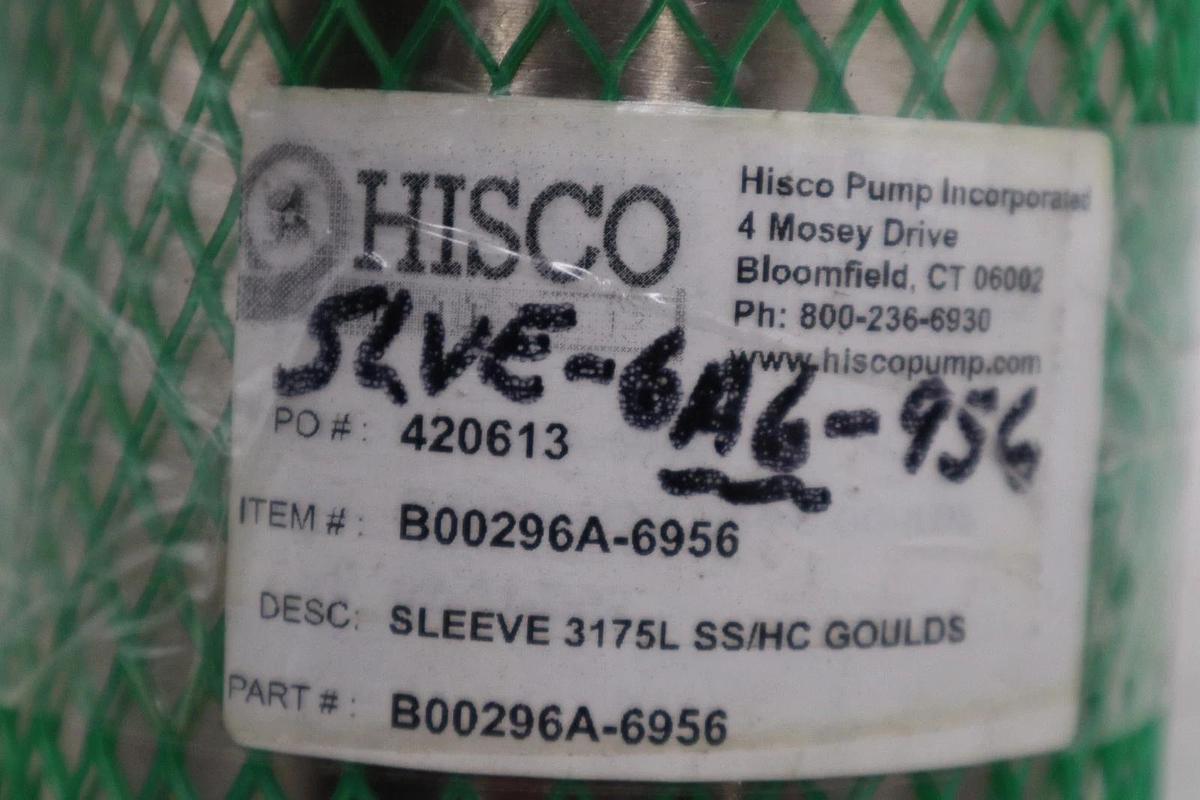 HISCO
Hisco Pump Incorporated
4 Mosey Drive
Bloomfield, CT 06002
Ph: 800-236-6930
www.hiscopump.com
SLVE-6A6-956
PO #: 420613
ITEM #: B00296A-6956
DESC: SLEEVE 3175L SS/HC GOULDS
PART #: B00296A-6956